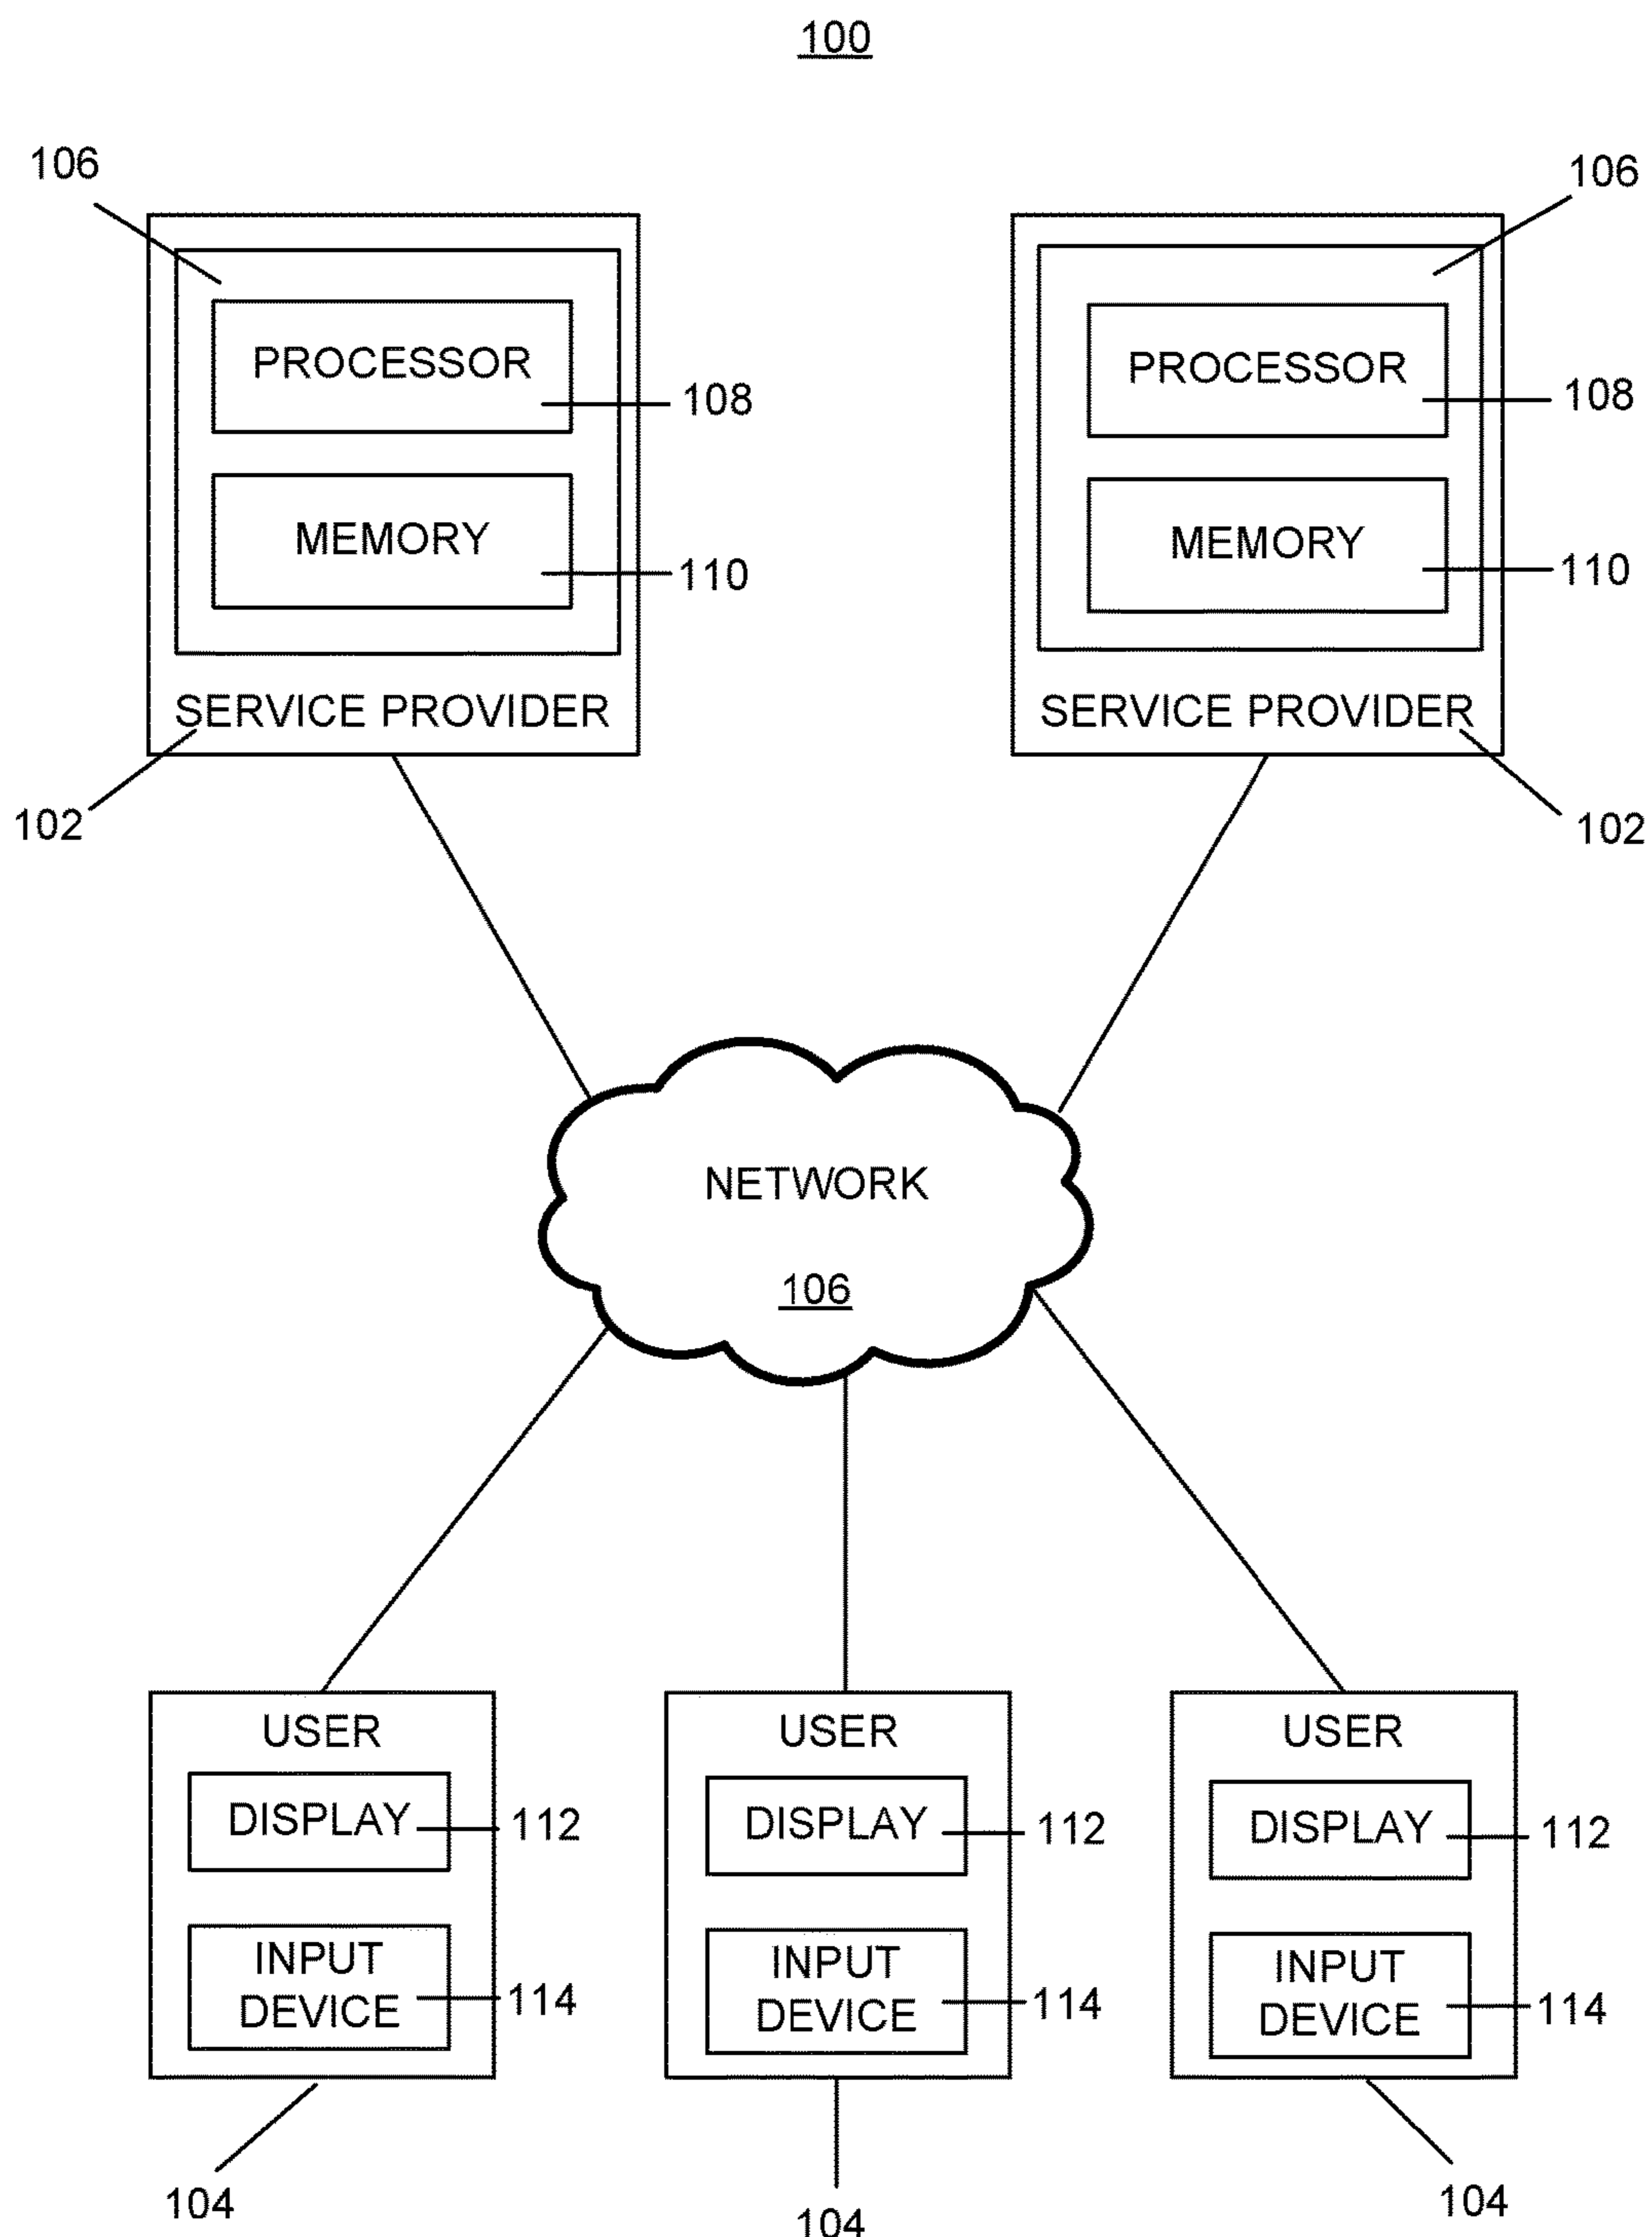 100
106
106
PROCESSOR
108
PROCESSOR
108
MEMORY
110
MEMORY
110
SERVICE PROVIDER
SERVICE PROVIDER
102
102
NETWORK
106
USER
USER
USER
DISPLAY
112
DISPLAY
112
DISPLAY
112
INPUT
DEVICE
114
INPUT
DEVICE
114
INPUT
DEVICE
114
104
104
104